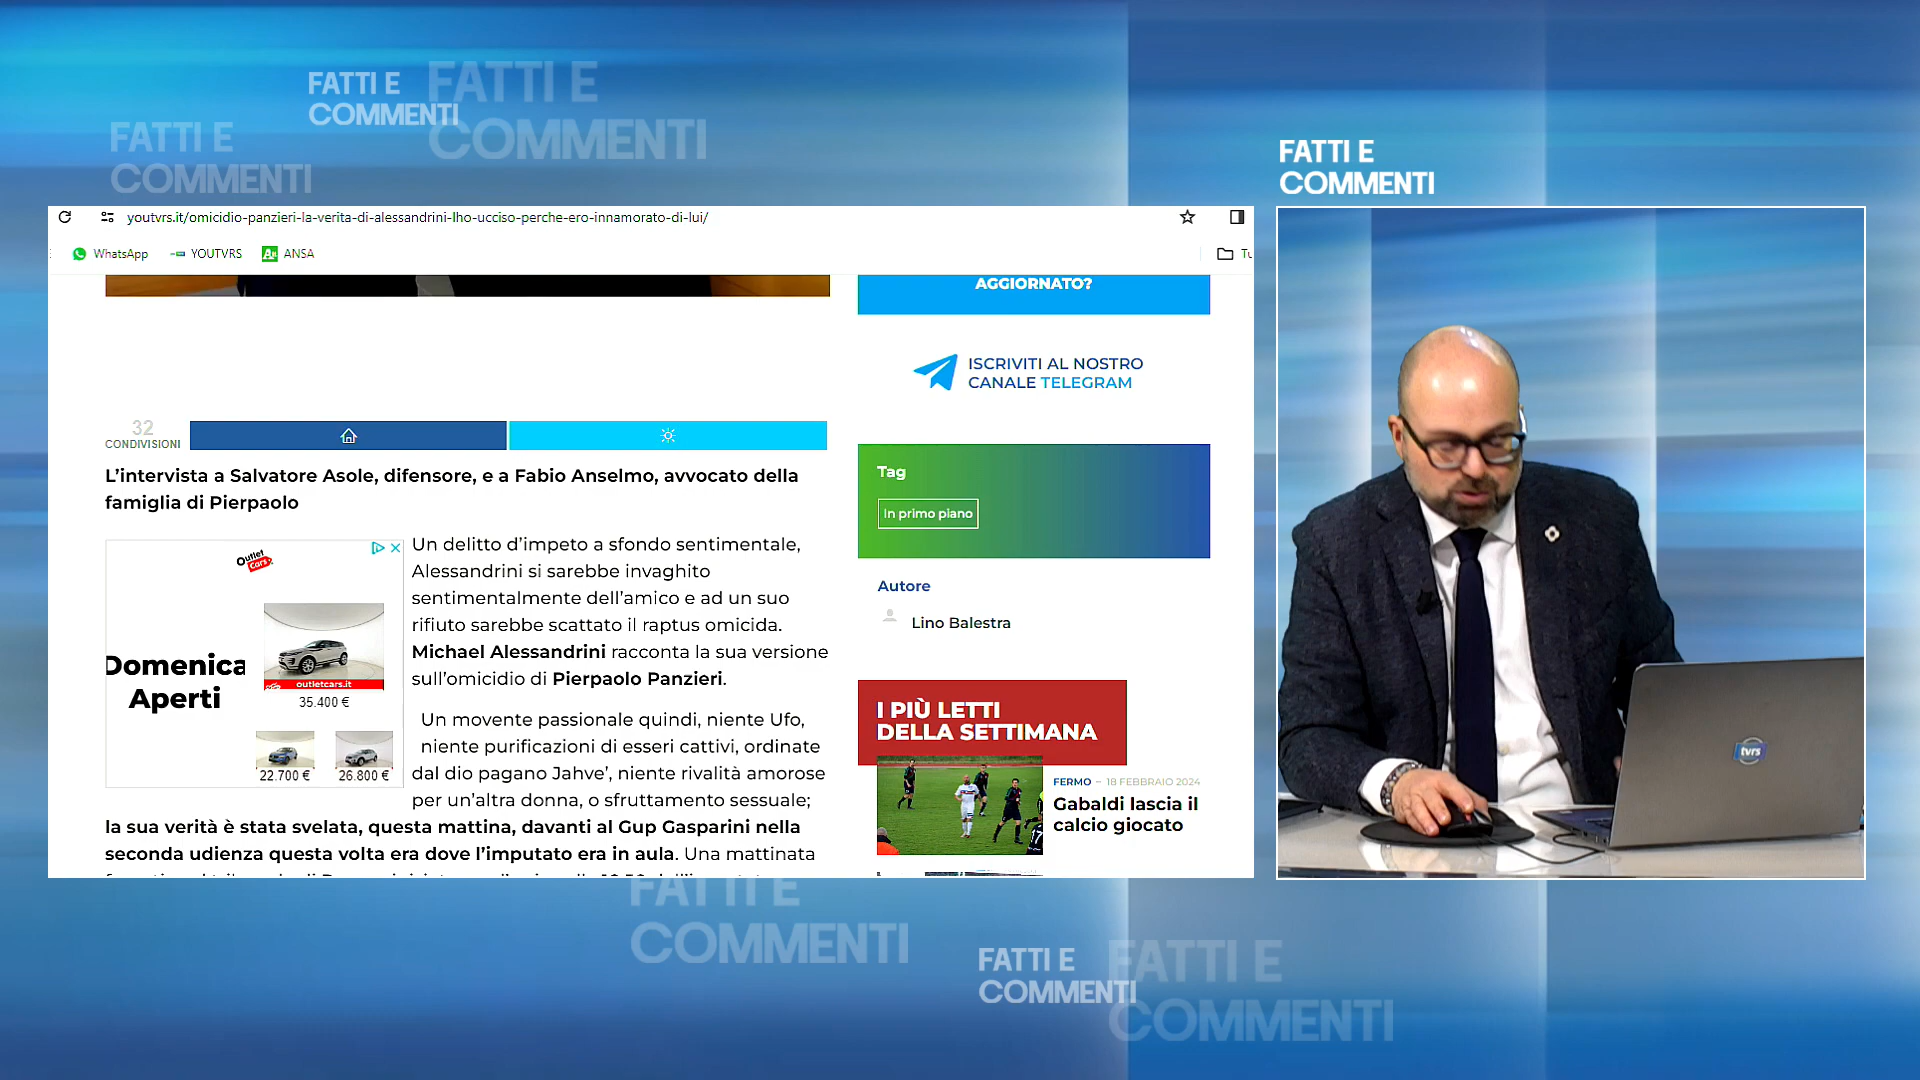 FATTI E
COMMENTI
FATTI E
COMMENTI
FATTI E
COMMENTI
FATTI E
COMMENTI
youtvrs.it/omicidio-panzieri-la-verita-di-alessandrini-lho-ucciso-perche-ero-innamorato-di-lui/
WhatsApp
YOUTVRS
ANSA
AGGIORNATO?
ISCRIVITI AL NOSTRO
CANALE TELEGRAM
32
CONDIVISIONI
L'intervista a Salvatore Asole, difensore, e a Fabio Anselmo, avvocato della
famiglia di Pierpaolo
Outlet
Cars
Domenica
Aperti
outletcars.it
35.400 €
22.700 €
26.800 €
Un delitto d'impeto a sfondo sentimentale,
Alessandrini si sarebbe invaghito
sentimentalmente dell'amico e ad un suo
rifiuto sarebbe scattato il raptus omicida.
Michael Alessandrini racconta la sua versione
sull'omicidio di Pierpaolo Panzieri.
Un movente passionale quindi, niente Ufo,
niente purificazioni di esseri cattivi, ordinate
dal dio pagano Jahve', niente rivalità amorose
per un'altra donna, o sfruttamento sessuale;
la sua verità è stata svelata, questa mattina, davanti al Gup Gasparini nella
seconda udienza questa volta era dove l'imputato era in aula. Una mattinata
Tag
In primo piano
Autore
Lino Balestra
I PIÙ LETTI
DELLA SETTIMANA
FERMO – 18 FEBBRAIO 2024
Gabaldi lascia il
calcio giocato
tvrs
FATTI E
COMMENTI
FATTI E
COMMENTI
FATTI E
COMMENTI